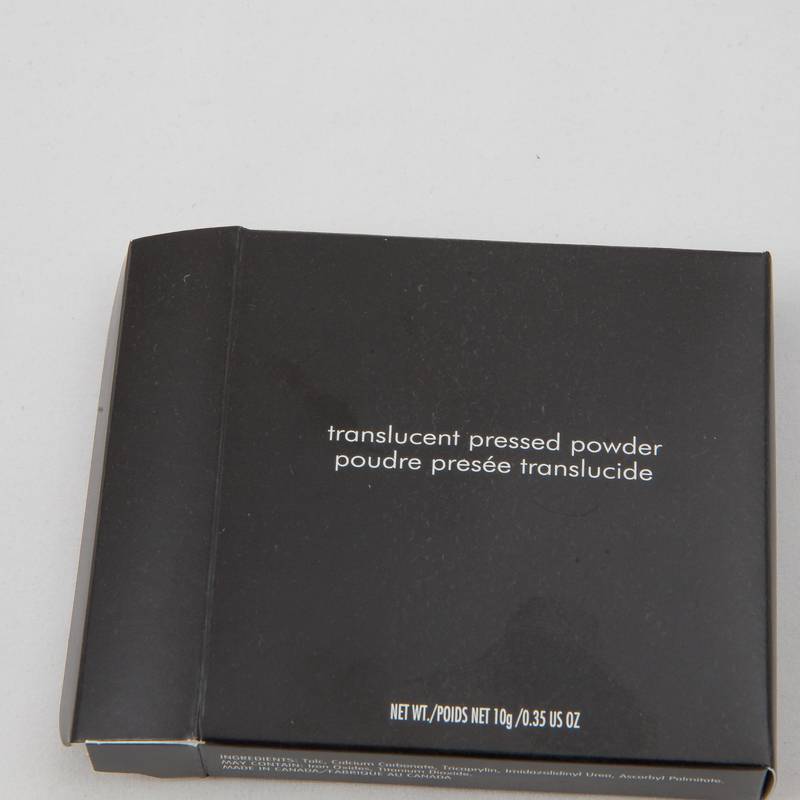 translucent pressed powder
poudre presée translucide
NET WT./POIDS NET 10g /0.35 US OZ
INGREDIENTS: Talc, Calcium Carbonate, Tricaprylin, Imidazolidinyl Urea, Ascorbyl Palmitate.
MAY CONTAIN: Iron Oxides, Titanium Dioxide.
MADE IN CANADA/FABRIQUE AU CANADA